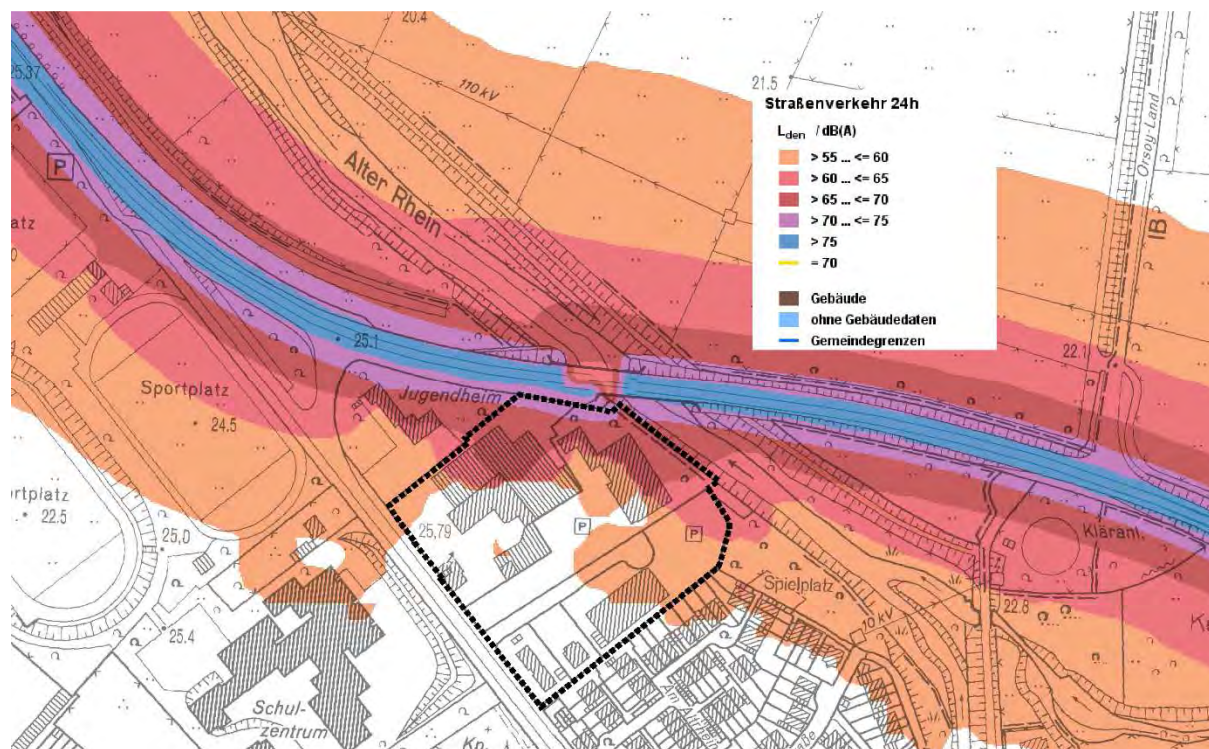 20.4
25.37
110 kV
21.5
Orsoy-Land
IB
Straßenverkehr 24h
Lden / dB(A)
> 55 ... <= 60
> 60 ... <= 65
> 65 ... <= 70
> 70 ... <= 75
> 75
= 70
Gebäude
ohne Gebäudedaten
Gemeindegrenzen
P
Alter Rhein
atz
25.1
22.1
Sportplatz
Jugendheim
24.5
ortplatz
22.5
25,0
25,79
P
P
Kläranl.
Spielplatz
22.8
10 kV
25.4
Schul-
zentrum